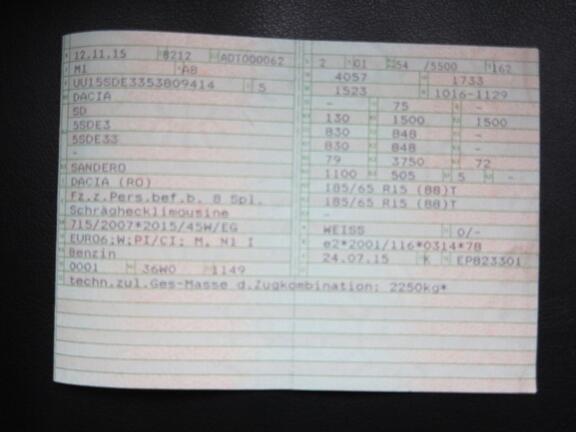 12.11.15 8212 ADT000062
M1 AB
UU15SDE3353809414 5
DACIA
SD
5SDE3
5SDE33
-
SANDERO
DACIA (RO)
Fz.z.Pers.bef.b. 8 Spl.
Schräghecklimousine
715/2007*2015/45W/EG
EURO6;W;PI/CI: M, N1 I
Benzin
0001 36W0 1149
techn.zul.Ges-Masse d.Zugkombination: 2250kg*
2 01 54 /5500 162
4057 1733
1523 1016-1129
- 75 -
130 1500 1500
830 848 -
830 848 -
79 3750 72
1100 505 5 -
185/65 R15 (88)T
185/65 R15 (88)T
-
WEISS 0/-
e2*2001/116*0314*78
24.07.15 K EP823301